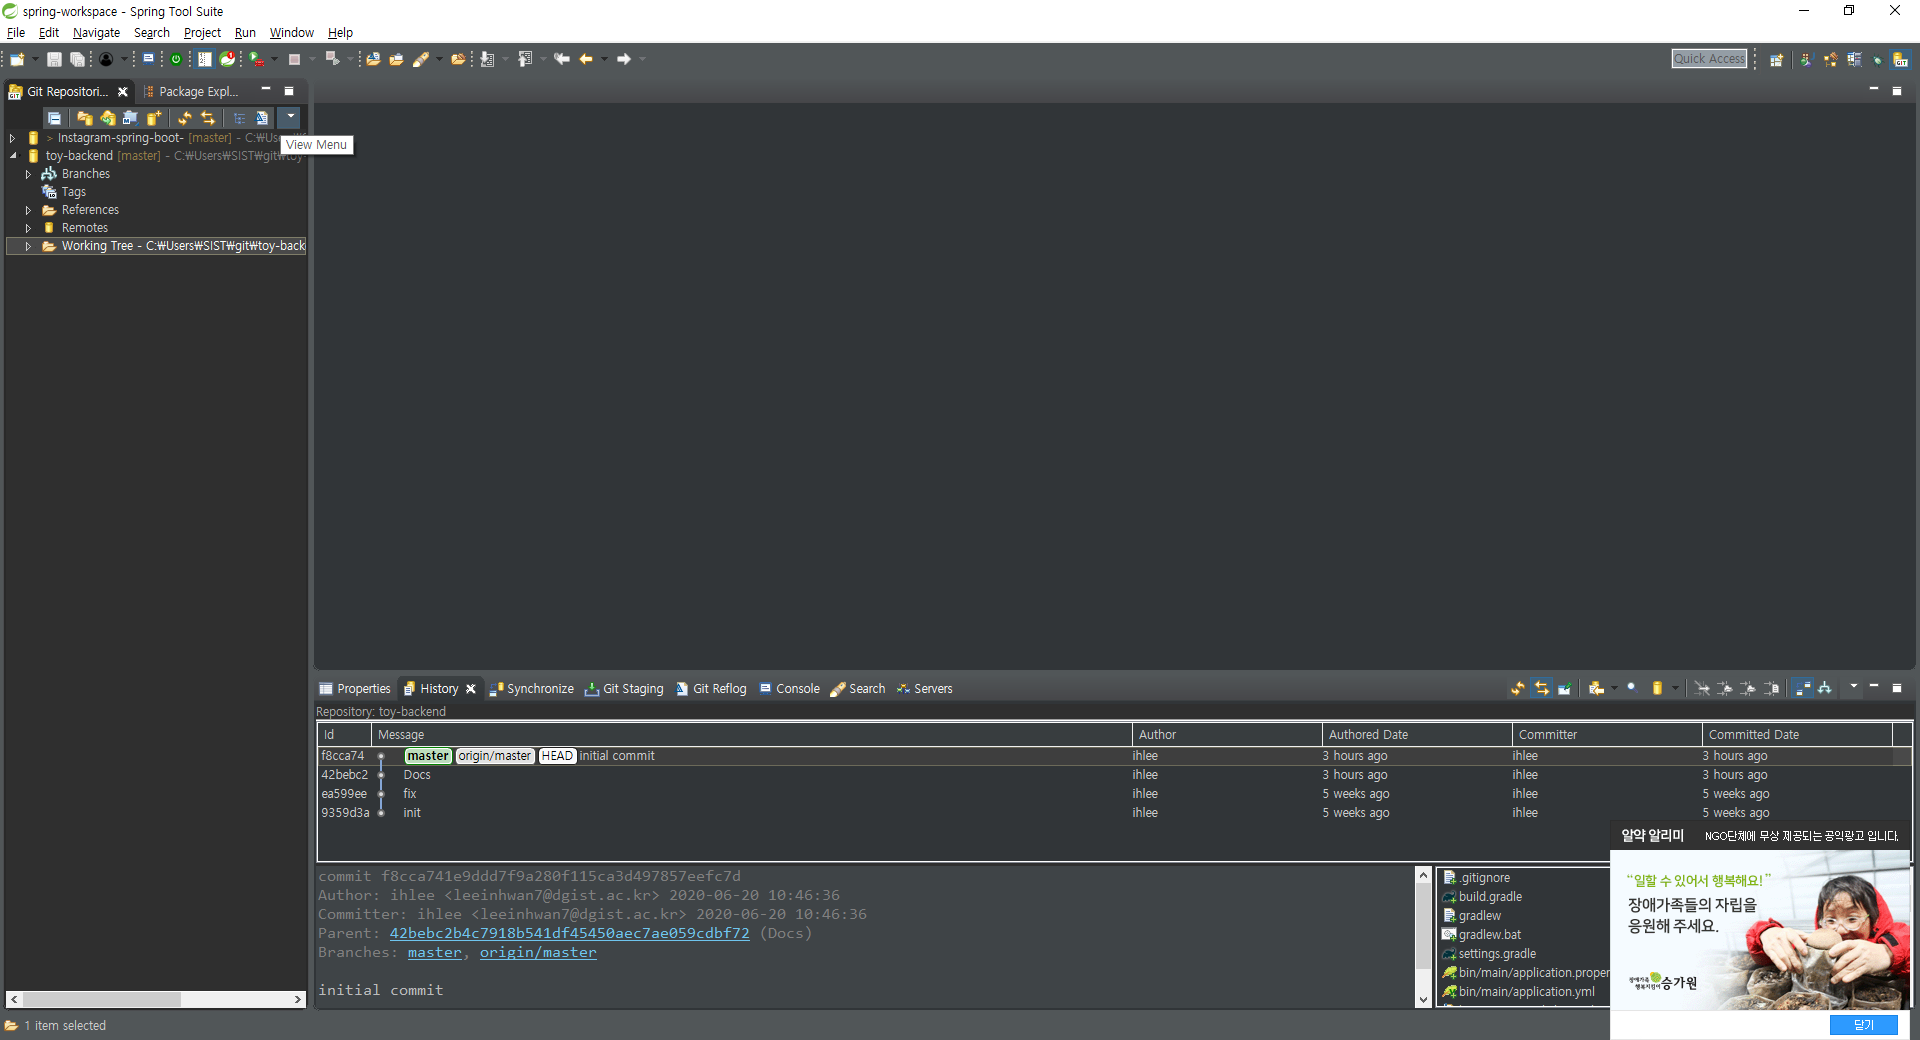 spring-workspace - Spring Tool Suite
File Edit Navigate Search Project Run Window Help
Quick Access
Git Repositori... Package Expl...
> Instagram-spring-boot- [master] - C:₩Us
View Menu
toy-backend [master] - C:₩Users₩SIST₩git₩toy-
Branches
Tags
References
Remotes
Working Tree - C:₩Users₩SIST₩git₩toy-back
Properties History Synchronize Git Staging Git Reflog Console Search Servers
Repository: toy-backend
Id Message Author Authored Date Committer Committed Date
f8cca74 master origin/master HEAD initial commit ihlee 3 hours ago ihlee 3 hours ago
42bebc2 Docs ihlee 3 hours ago ihlee 3 hours ago
ea599ee fix ihlee 5 weeks ago ihlee 5 weeks ago
9359d3a init ihlee 5 weeks ago ihlee 5 weeks ago
commit f8cca741e9ddd7f9a280f115ca3d497857eefc7d
Author: ihlee <leeinhwan7@dgist.ac.kr> 2020-06-20 10:46:36
Committer: ihlee <leeinhwan7@dgist.ac.kr> 2020-06-20 10:46:36
Parent: 42bebc2b4c7918b541df45450aec7ae059cdbf72 (Docs)
Branches: master, origin/master
initial commit
.gitignore
build.gradle
gradlew
gradlew.bat
settings.gradle
bin/main/application.proper
bin/main/application.yml
알약 알리미 NGO단체에 무상 제공되는 공익광고 입니다.
“일할 수 있어서 행복해요!”
장애가족들의 자립을
응원해 주세요.
장애가족
행복지킴이 승가원
닫기
1 item selected